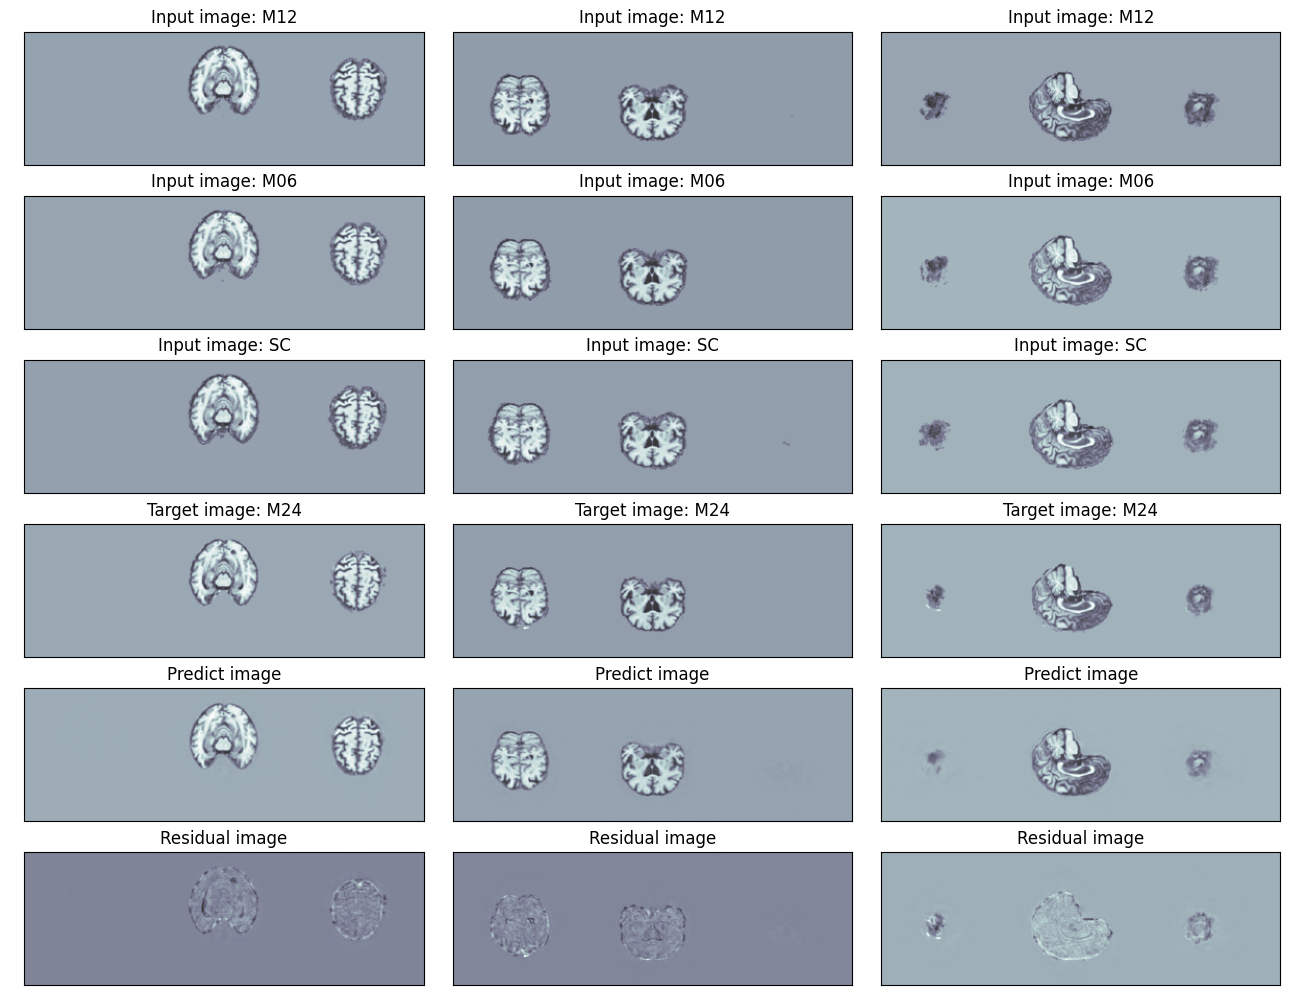 Input image: M12 Input image: M12 Input image: M12
Input image: M06 Input image: M06 Input image: M06
Input image: SC Input image: SC Input image: SC
Target image: M24 Target image: M24 Target image: M24
Predict image Predict image Predict image
Residual image Residual image Residual image